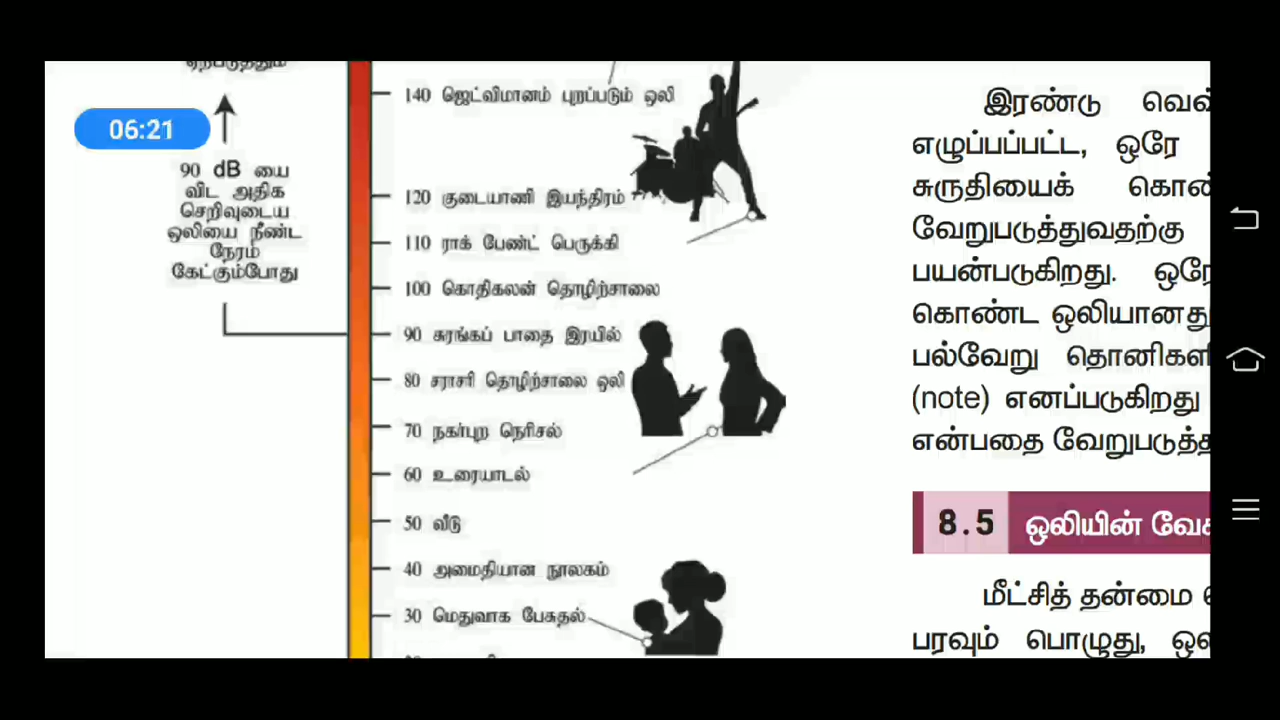 ஏற்படுத்தும்
06:21
90 dB யை
விட அதிக
செறிவுடைய
ஒலியை நீண்ட
நேரம்
கேட்கும்போது
140 ஜெட்விமானம் புறப்படும் ஒலி
120 குடையாணி இயந்திரம்
110 ராக் பேண்ட் பெருக்கி
100 கொதிகலன் தொழிற்சாலை
90 சுரங்கப் பாதை இரயில்
80 சராசரி தொழிற்சாலை ஒலி
70 நகர்புற நெரிசல்
60 உரையாடல்
50 வீடு
40 அமைதியான நூலகம்
30 மெதுவாக பேசுதல்
இரண்டு
எழுப்பப்பட்ட, ஒரே
சுருதியைக்
வேறுபடுத்துவதற்கு
பயன்படுகிறது.
கொண்ட ஒலியானது
பல்வேறு
(note) எனப்படுகிறது
என்பதை
8.5 ஒலியின்
மீட்சித் தன்மை
பரவும் பொழுது,